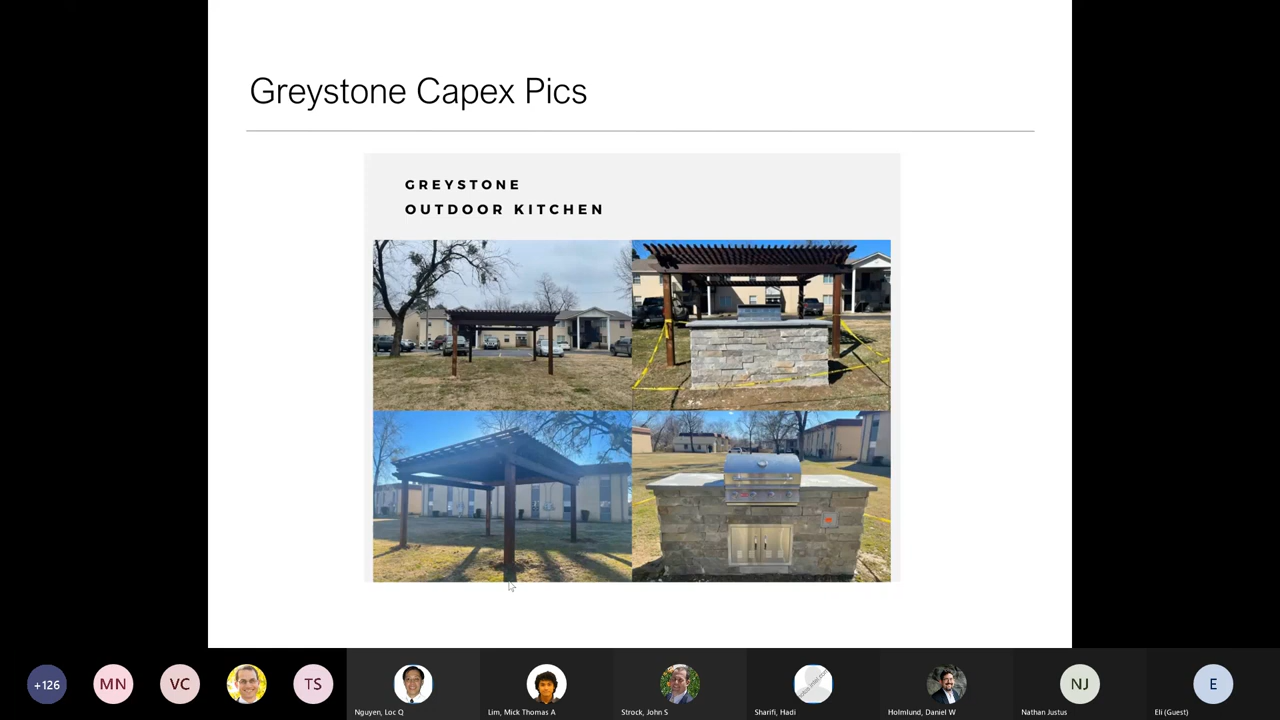 Greystone Capex Pics
GREYSTONE
OUTDOOR KITCHEN
+126
MN
VC
TS
NJ
E
Nguyen, Loc Q
Lim, Mick Thomas A
Strock, John S
Sharifi, Hadi
Holmlund, Daniel W
Nathan Justus
Eli (Guest)